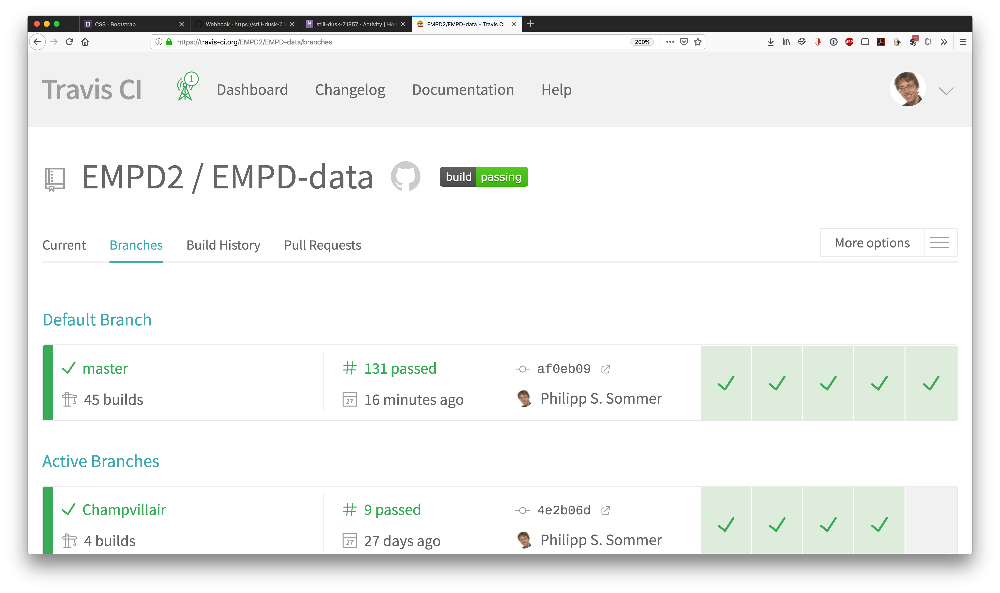 CSS · Bootstrap
Webhook · https://still-dusk-718
still-dusk-71857 · Activity | Her
EMPD2/EMPD-data - Travis CI
https://travis-ci.org/EMPD2/EMPD-data/branches
200%
ABP
1
Travis CI
1
Dashboard
Changelog
Documentation
Help
EMPD2 / EMPD-data
build passing
Current
Branches
Build History
Pull Requests
More options
Default Branch
master
# 131 passed
af0eb09
45 builds
27
16 minutes ago
Philipp S. Sommer
Active Branches
Champvillair
# 9 passed
4e2b06d
4 builds
27
27 days ago
Philipp S. Sommer